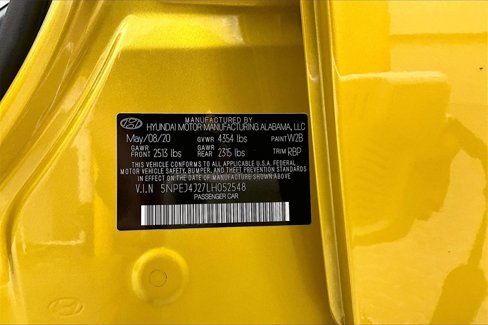 MANUFACTURED BY
HYUNDAI MOTOR MANUFACTURING ALABAMA, LLC
May/08/20 GVWR 4354 lbs PAINT W2B
GAWR FRONT 2513 lbs GAWR REAR 2315 lbs TRIM RBP
THIS VEHICLE CONFORMS TO ALL APPLICABLE U.S.A. FEDERAL
MOTOR VEHICLE SAFETY, BUMPER, AND THEFT PREVENTION STANDARDS
IN EFFECT ON THE DATE OF MANUFACTURE SHOWN ABOVE
V.I.N 5NPEJ4J27LH052548
PASSENGER CAR